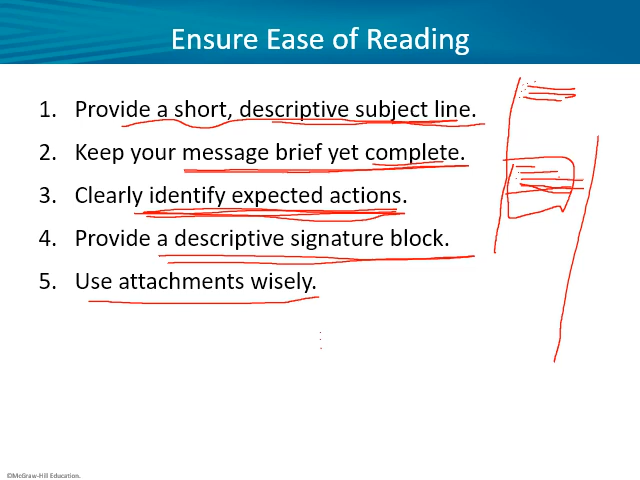 Ensure Ease of Reading
1. Provide a short, descriptive subject line.
2. Keep your message brief yet complete.
3. Clearly identify expected actions.
4. Provide a descriptive signature block.
5. Use attachments wisely.
©McGraw-Hill Education.